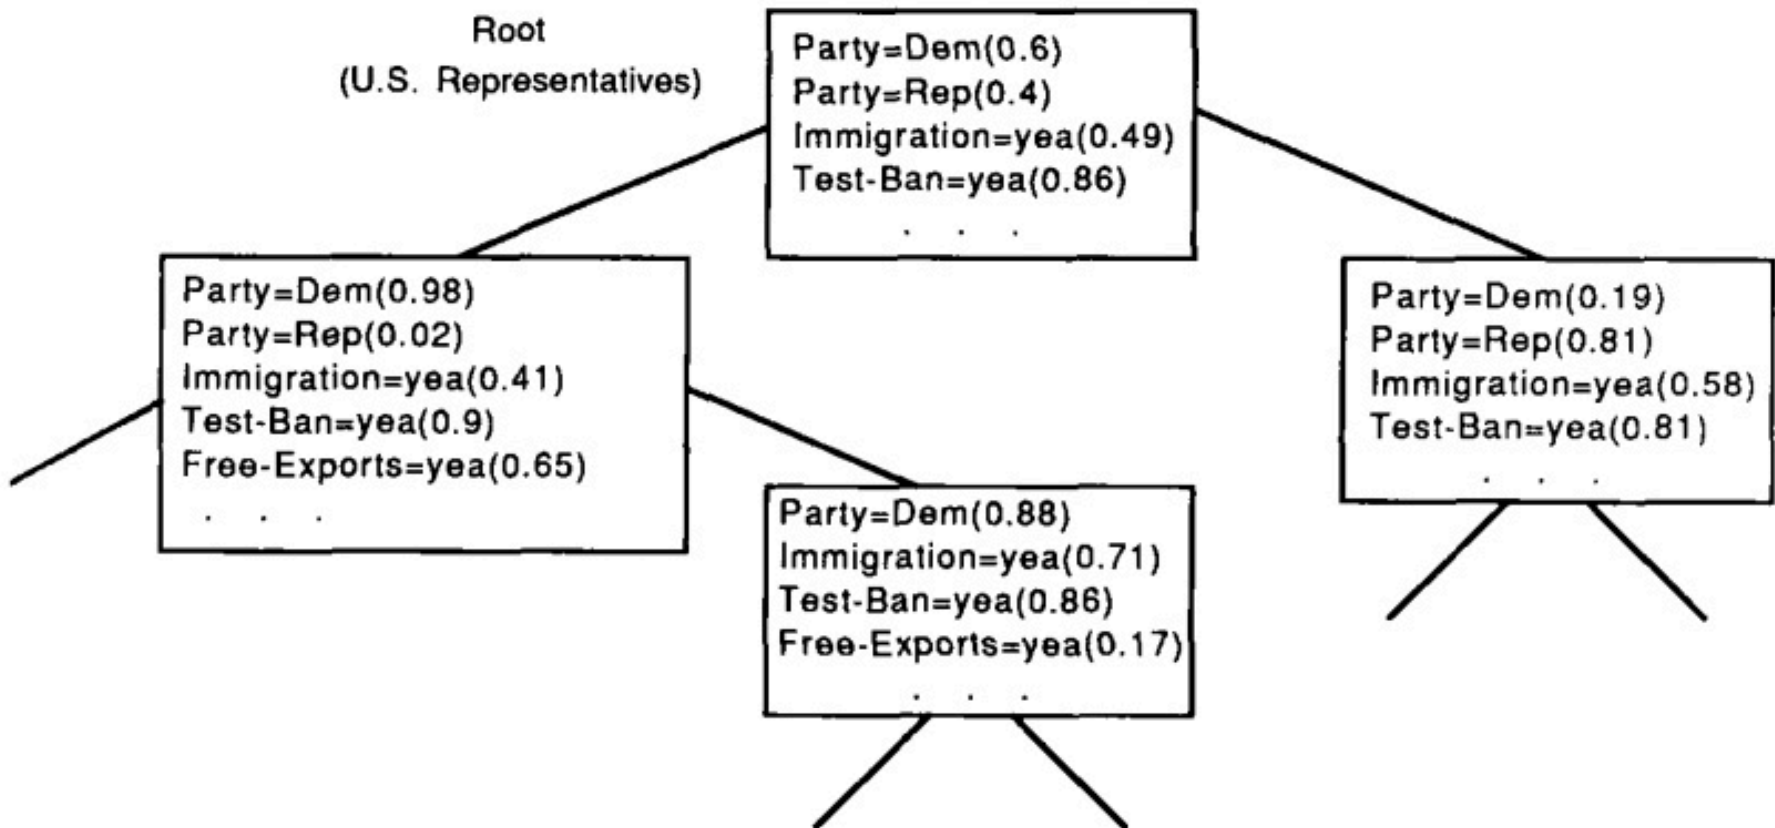 Root
(U.S. Representatives)
Party=Dem(0.6)
Party=Rep(0.4)
Immigration=yea(0.49)
Test-Ban=yea(0.86)
. . .
Party=Dem(0.98)
Party=Rep(0.02)
Immigration=yea(0.41)
Test-Ban=yea(0.9)
Free-Exports=yea(0.65)
. . .
Party=Dem(0.19)
Party=Rep(0.81)
Immigration=yea(0.58)
Test-Ban=yea(0.81)
. . .
Party=Dem(0.88)
Immigration=yea(0.71)
Test-Ban=yea(0.86)
Free-Exports=yea(0.17)
. . .